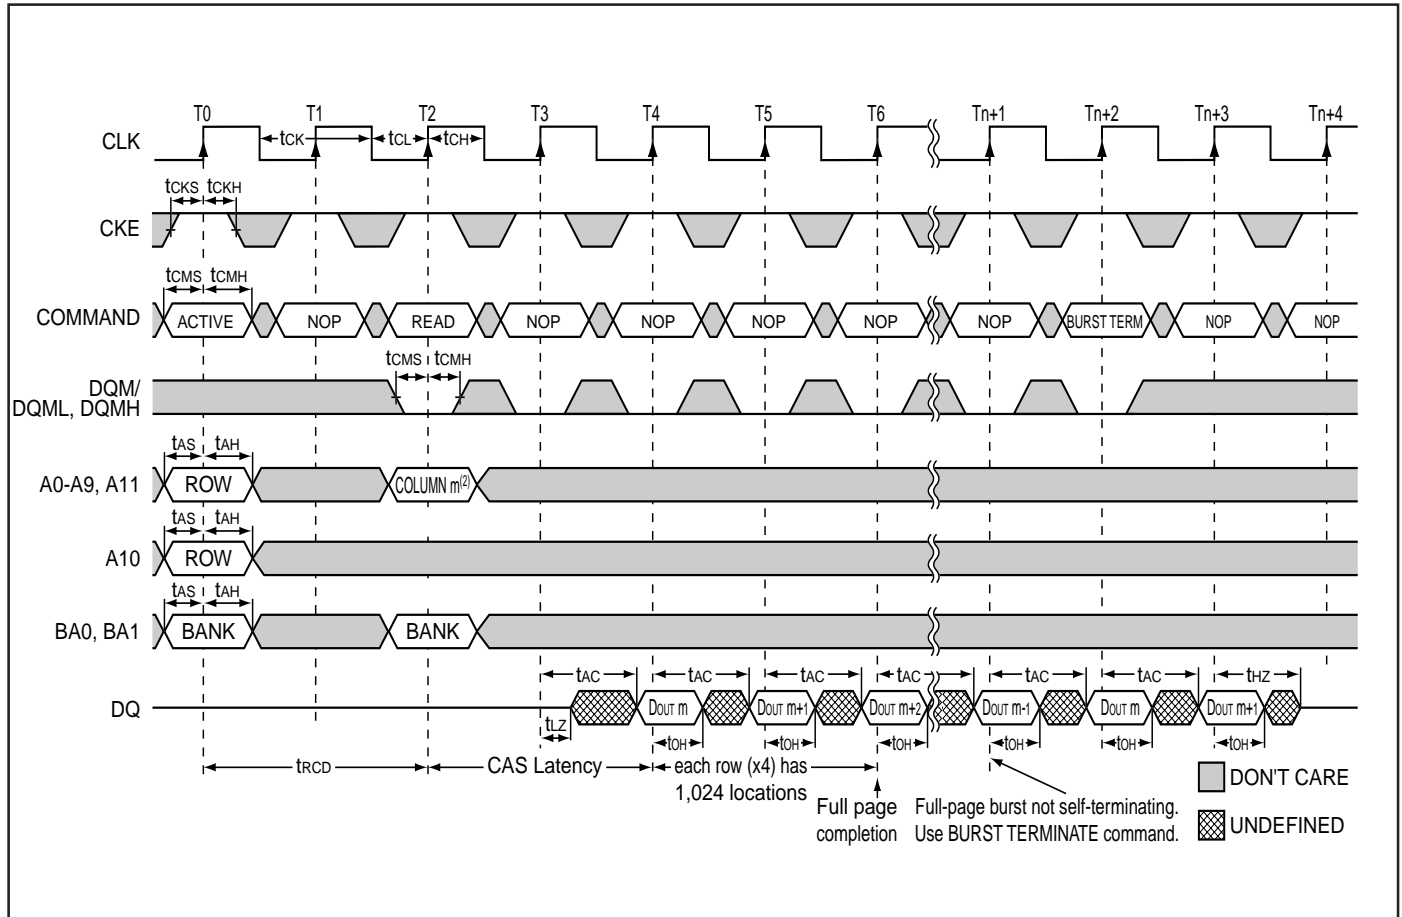 T0 T1 T2 T3 T4 T5 T6 Tn+1 Tn+2 Tn+3 Tn+4
CLK
tCK tCL tCH
tCKS tCKH
CKE
tCMS tCMH
COMMAND ACTIVE NOP READ NOP NOP NOP NOP NOP BURST TERM NOP NOP
tCMS tCMH
DQM/
DQML, DQMH
tAS tAH
A0-A9, A11 ROW COLUMN m(2)
tAS tAH
A10 ROW
tAS tAH
BA0, BA1 BANK BANK
tAC tAC tAC tAC tAC tAC tHZ
DQ DOUT m DOUT m+1 DOUT m+2 DOUT m-1 DOUT m DOUT m+1
tLZ tOH tOH tOH tOH tOH tOH
tRCD CAS Latency each row (x4) has
1,024 locations
Full page
completion
Full-page burst not self-terminating.
Use BURST TERMINATE command.
DON'T CARE
UNDEFINED